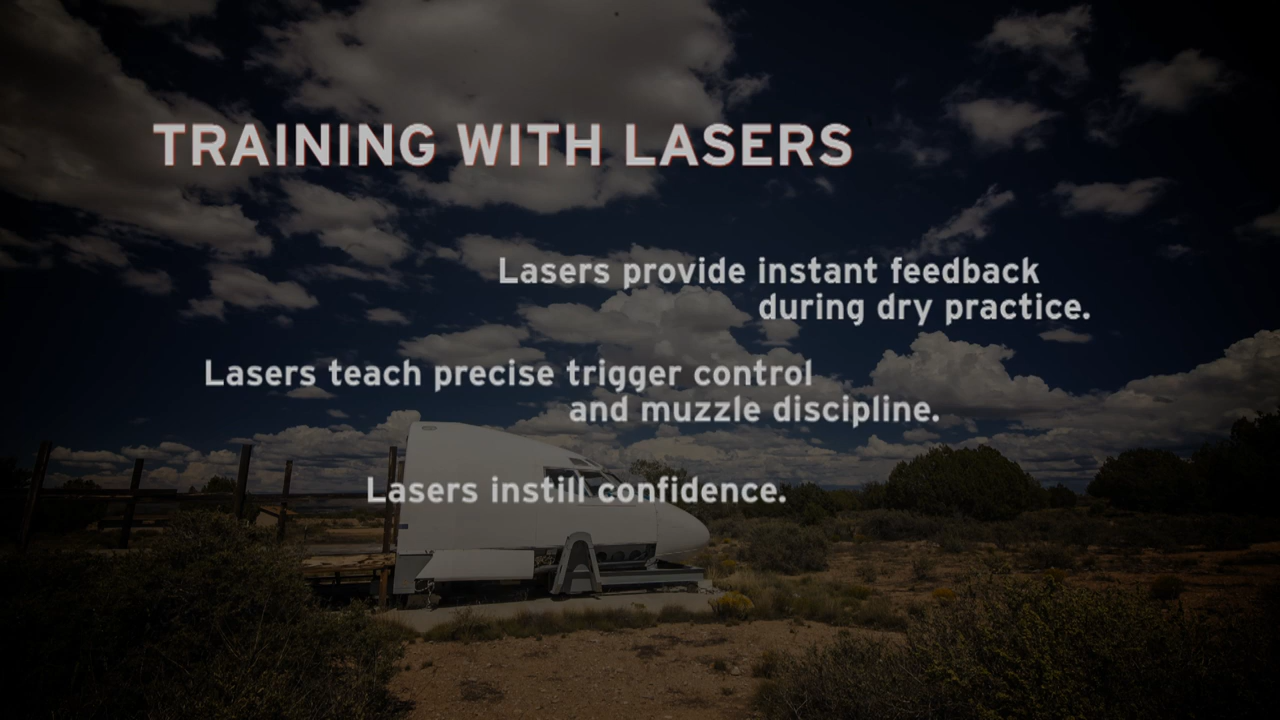 TRAINING WITH LASERS
Lasers provide instant feedback
during dry practice.
Lasers teach precise trigger control
and muzzle discipline.
Lasers instill confidence.